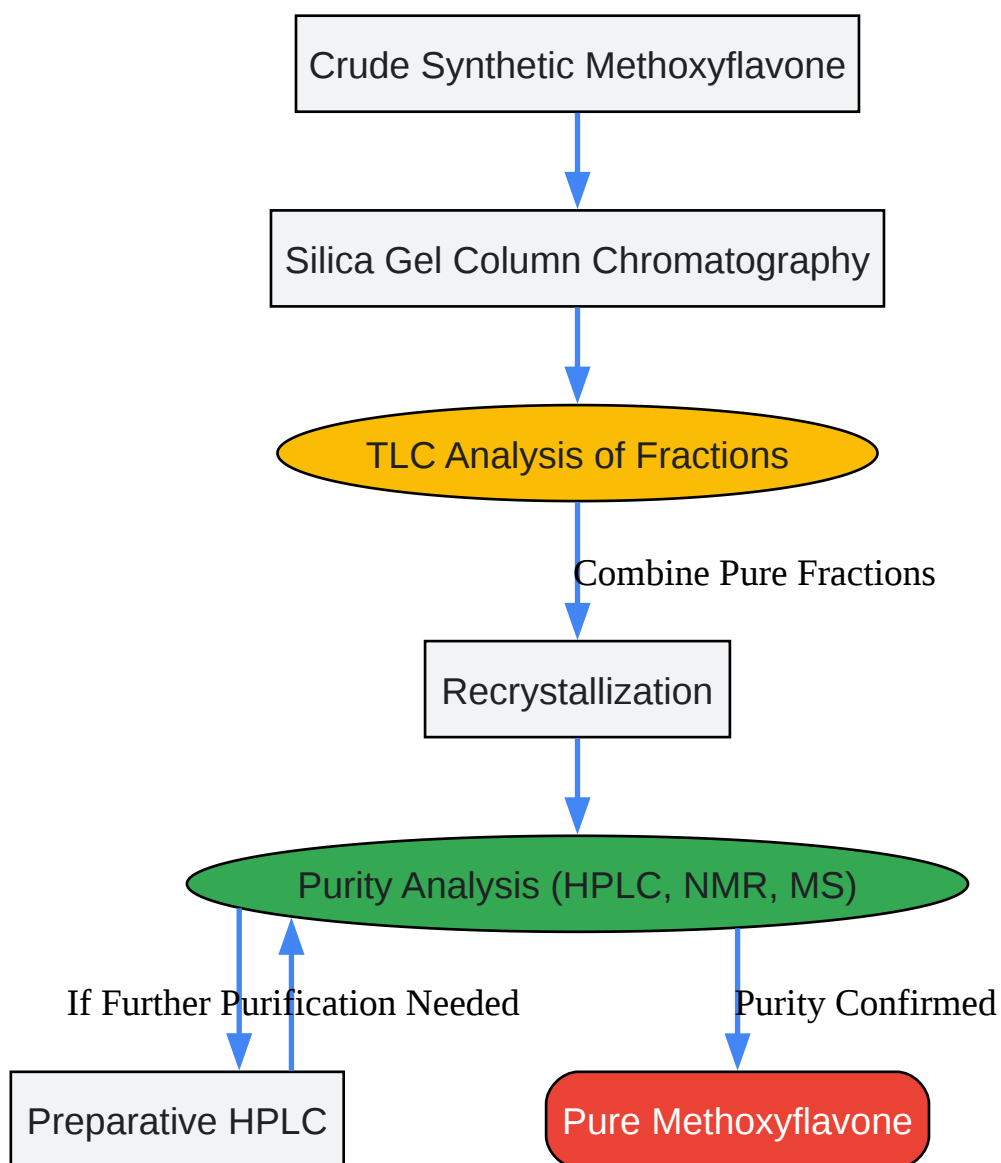 Crude Synthetic Methoxyflavone
Silica Gel Column Chromatography
TLC Analysis of Fractions
Combine Pure Fractions
Recrystallization
Purity Analysis (HPLC, NMR, MS)
If Further Purification Needed
Purity Confirmed
Preparative HPLC
Pure Methoxyflavone